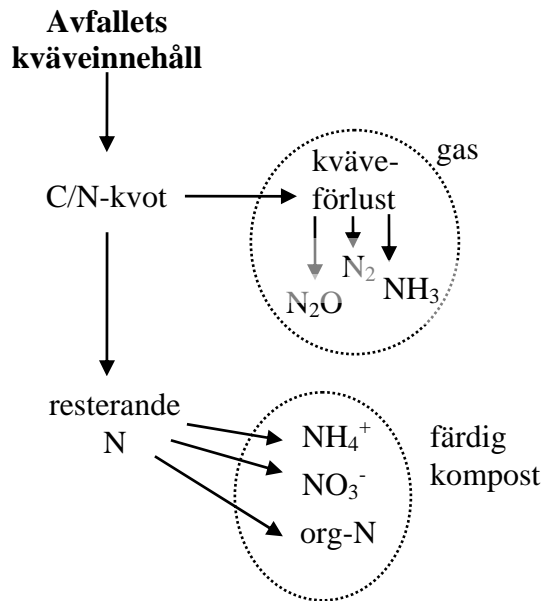 Avfallets
kväveinnehåll
gas
kväve-
förlust
C/N-kvot
N₂
N₂O
NH₃
resterande
N
NH₄⁺
NO₃⁻
org-N
färdig
kompost